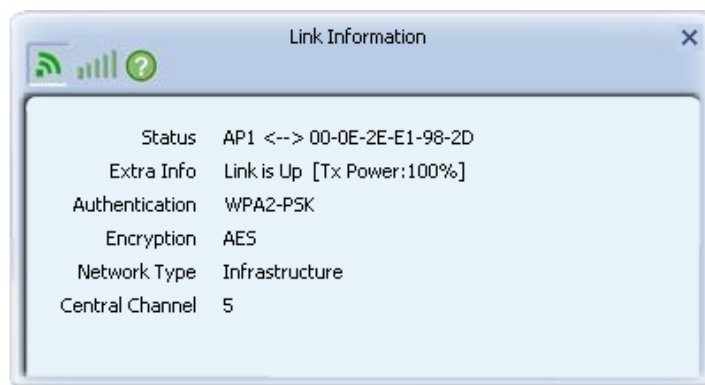 Link Information
Status AP1 <--> 00-0E-2E-E1-98-2D
Extra Info Link is Up [Tx Power:100%]
Authentication WPA2-PSK
Encryption AES
Network Type Infrastructure
Central Channel 5